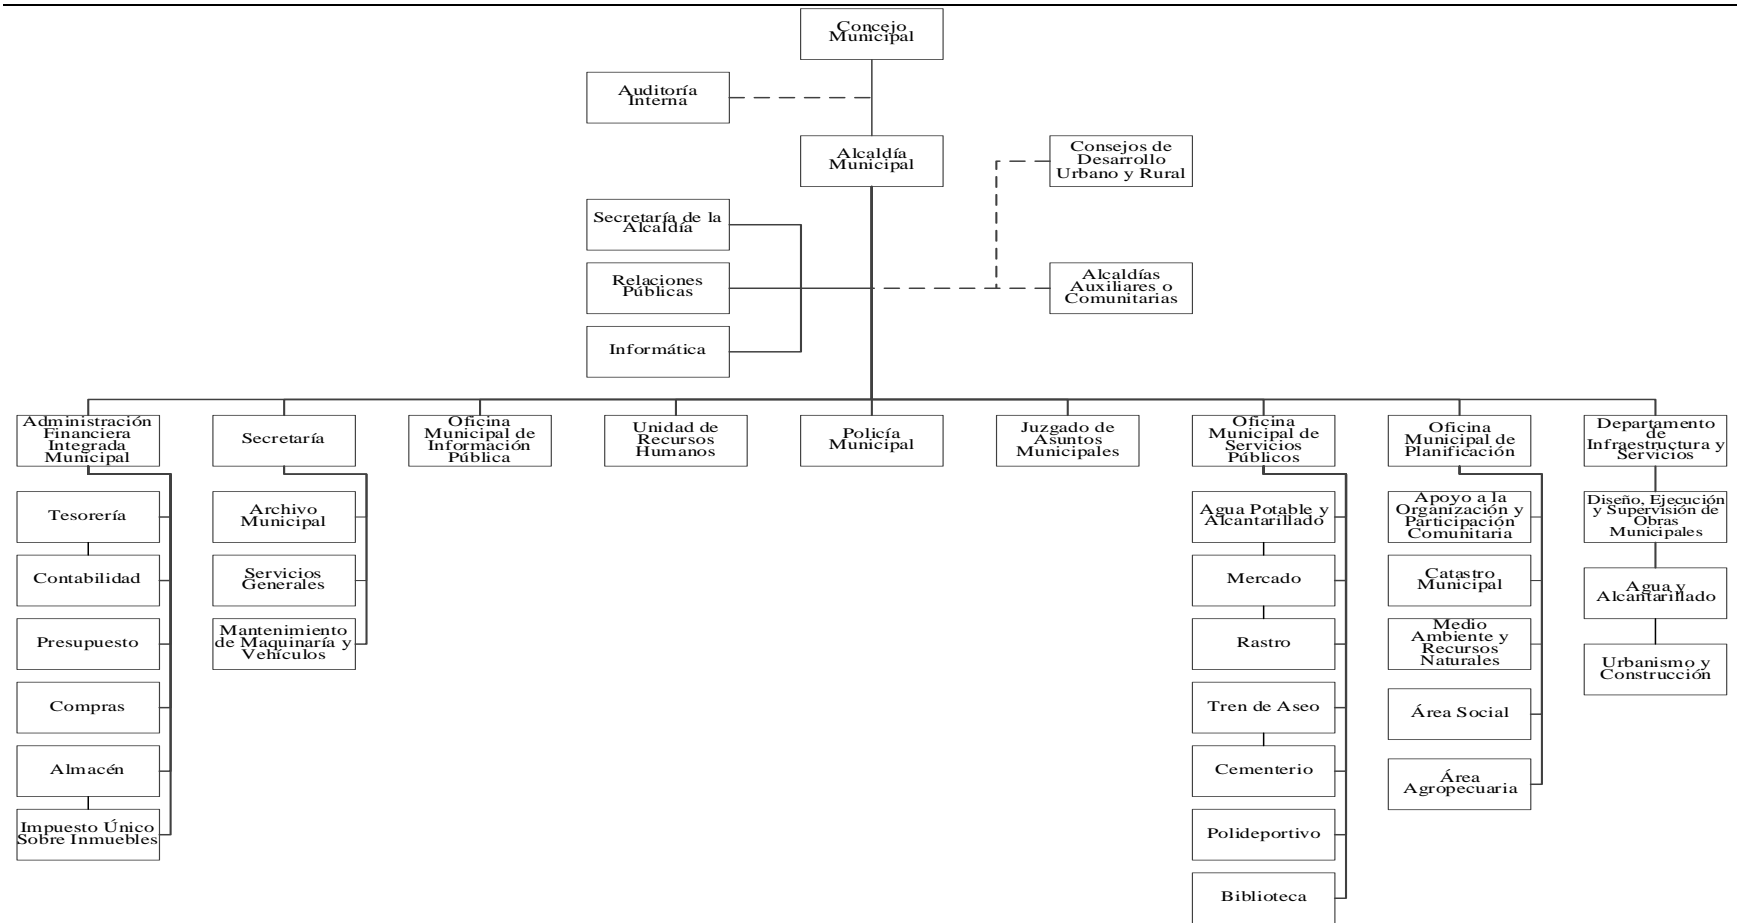 Concejo
Municipal
Auditoría
Interna
Alcaldía
Municipal
Consejos de
Desarrollo
Urbano y Rural
Secretaría de la
Alcaldía
Relaciones
Públicas
Alcaldías
Auxiliares o
Comunitarias
Informática
Administración
Financiera
Integrada
Municipal
Secretaría
Oficina
Municipal de
Información
Pública
Unidad de
Recursos
Humanos
Policía
Municipal
Juzgado de
Asuntos
Municipales
Oficina
Municipal de
Servicios
Públicos
Oficina
Municipal de
Planificación
Departamento
de
Infraestructura y
Servicios
Tesorería
Contabilidad
Presupuesto
Compras
Almacén
Impuesto Único
Sobre Inmuebles
Archivo
Municipal
Servicios
Generales
Mantenimiento
de Maquinaría y
Vehículos
Agua Potable y
Alcantarillado
Mercado
Rastro
Tren de Aseo
Cementerio
Polideportivo
Biblioteca
Apoyo a la
Organización y
Participación
Comunitaria
Catastro
Municipal
Medio
Ambiente y
Recursos
Naturales
Área Social
Área
Agropecuaria
Diseño, Ejecución
y Supervisión de
Obras
Municipales
Agua y
Alcantarillado
Urbanismo y
Construcción